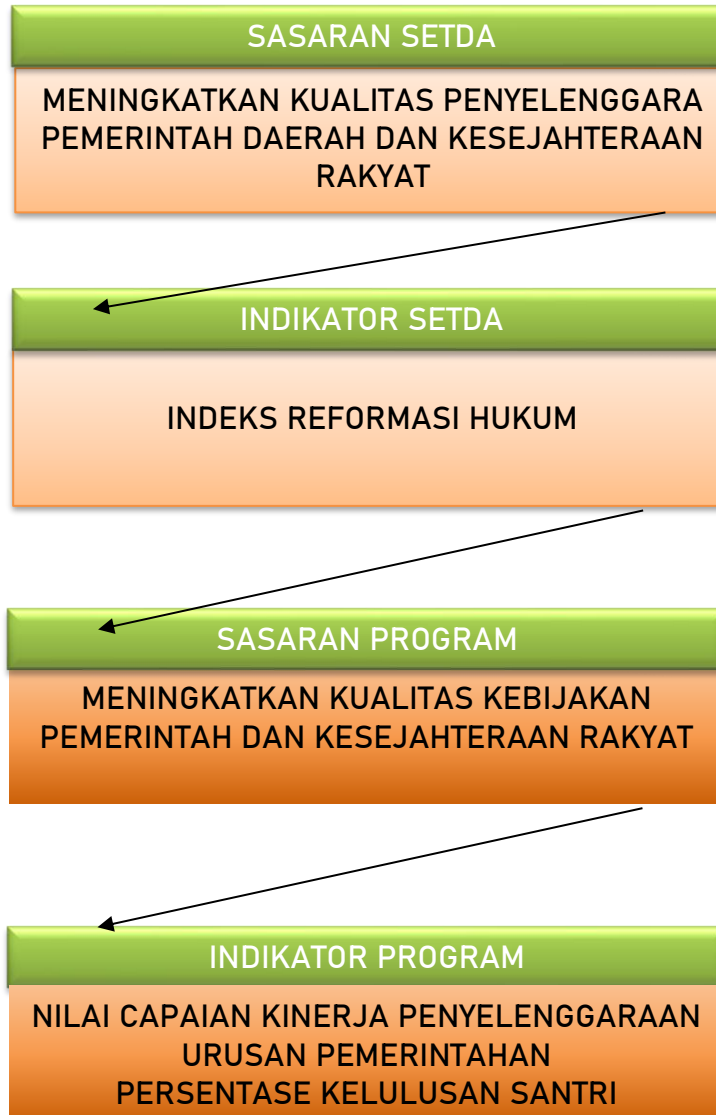 SASARAN SETDA
MENINGKATKAN KUALITAS PENYELENGGARA
PEMERINTAH DAERAH DAN KESEJAHTERAAN
RAKYAT
INDIKATOR SETDA
INDEKS REFORMASI HUKUM
SASARAN PROGRAM
MENINGKATKAN KUALITAS KEBIJAKAN
PEMERINTAH DAN KESEJAHTERAAN RAKYAT
INDIKATOR PROGRAM
NILAI CAPAIAN KINERJA PENYELENGGARAAN
URUSAN PEMERINTAHAN
PERSENTASE KELULUSAN SANTRI